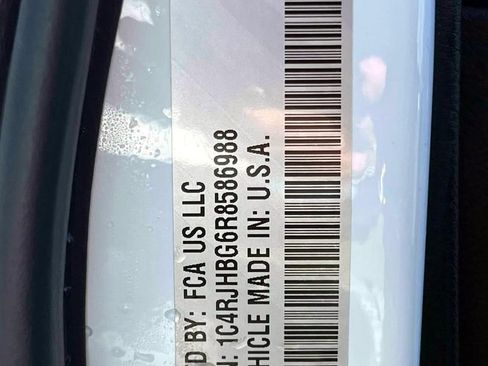 D BY: FCA US LLC
N: 1C4RJHBG6R8586988
HICLE MADE IN: U.S.A.